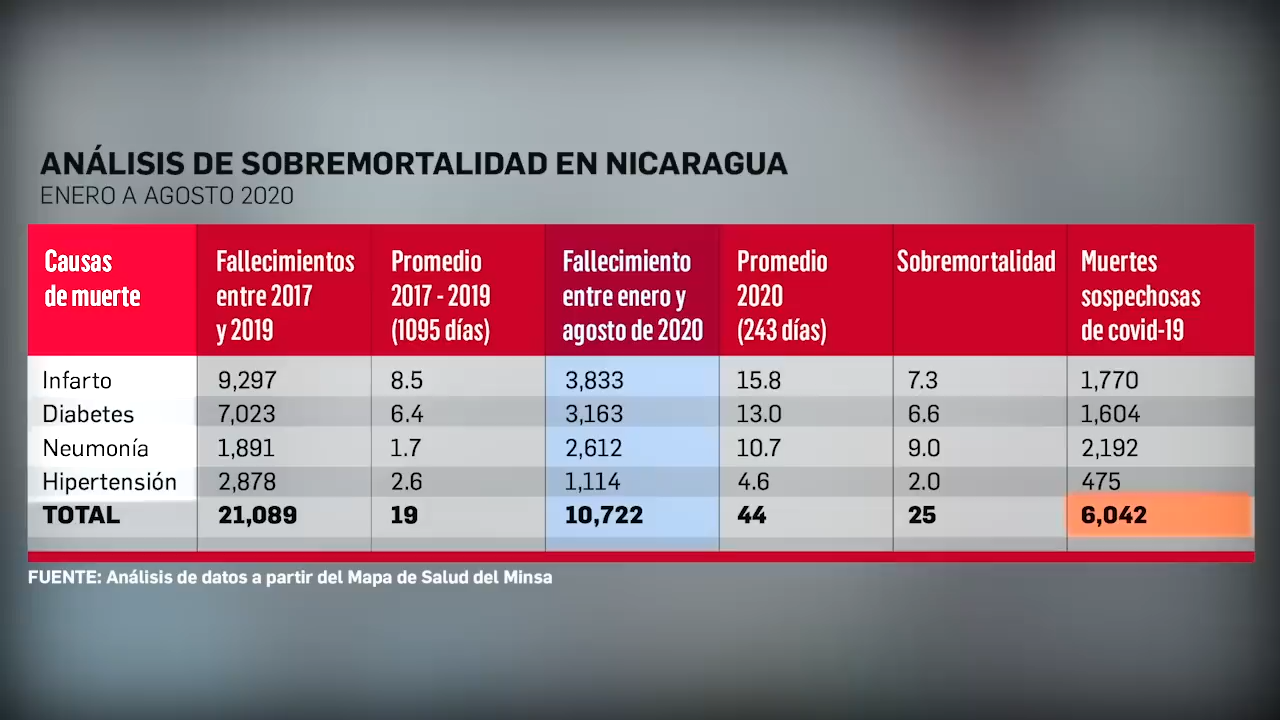 ANÁLISIS DE SOBREMORTALIDAD EN NICARAGUA
ENERO A AGOSTO 2020
Causas de muerte | Fallecimientos entre 2017 y 2019 | Promedio 2017 - 2019 (1095 días) | Fallecimiento entre enero y agosto de 2020 | Promedio 2020 (243 días) | Sobremortalidad | Muertes sospechosas de covid-19
Infarto 9,297 8.5 3,833 15.8 7.3 1,770
Diabetes 7,023 6.4 3,163 13.0 6.6 1,604
Neumonía 1,891 1.7 2,612 10.7 9.0 2,192
Hipertensión 2,878 2.6 1,114 4.6 2.0 475
TOTAL 21,089 19 10,722 44 25 6,042
FUENTE: Análisis de datos a partir del Mapa de Salud del Minsa